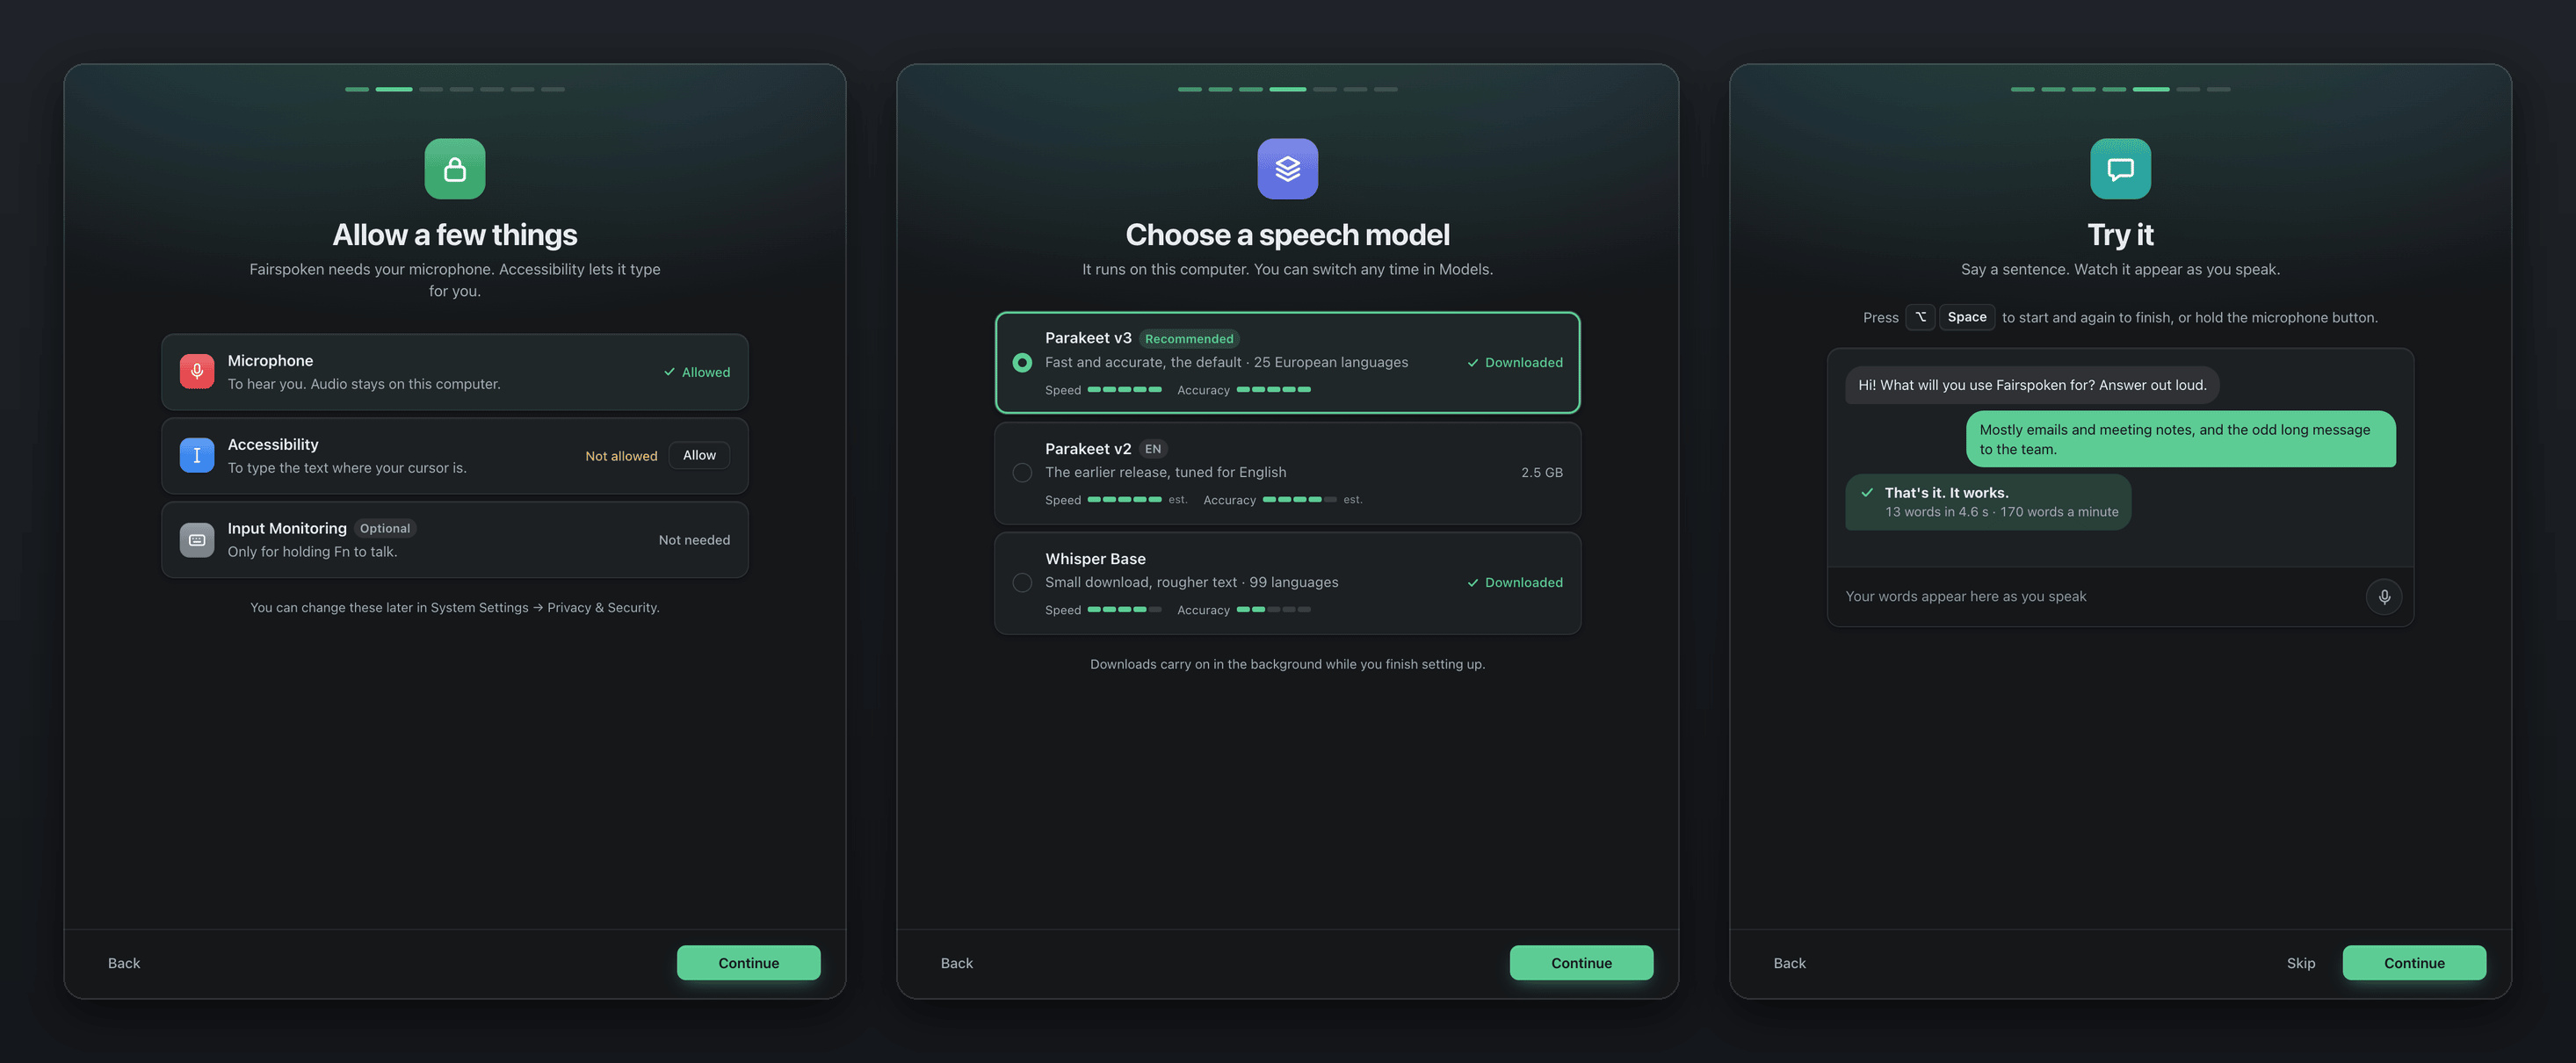 Allow a few things
Fairspoken needs your microphone. Accessibility lets it type
for you.
Microphone
To hear you. Audio stays on this computer.
Allowed
Accessibility
To type the text where your cursor is.
Not allowed
Allow
Input Monitoring Optional
Only for holding Fn to talk.
Not needed
You can change these later in System Settings → Privacy & Security.
Back
Continue
Choose a speech model
It runs on this computer. You can switch any time in Models.
Parakeet v3 Recommended
Fast and accurate, the default · 25 European languages
Downloaded
Speed Accuracy
Parakeet v2 EN
The earlier release, tuned for English
2.5 GB
Speed est. Accuracy est.
Whisper Base
Small download, rougher text · 99 languages
Downloaded
Speed Accuracy
Downloads carry on in the background while you finish setting up.
Back
Continue
Try it
Say a sentence. Watch it appear as you speak.
Press ⌥ Space to start and again to finish, or hold the microphone button.
Hi! What will you use Fairspoken for? Answer out loud.
Mostly emails and meeting notes, and the odd long message
to the team.
That's it. It works.
13 words in 4.6 s · 170 words a minute
Your words appear here as you speak
Back
Skip
Continue